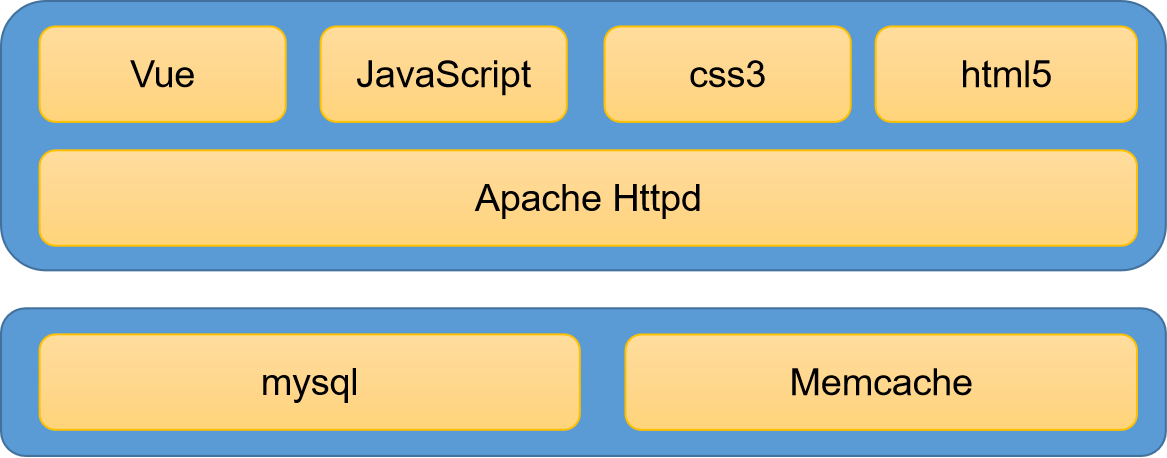 Vue
JavaScript
css3
html5
Apache Httpd
mysql
Memcache